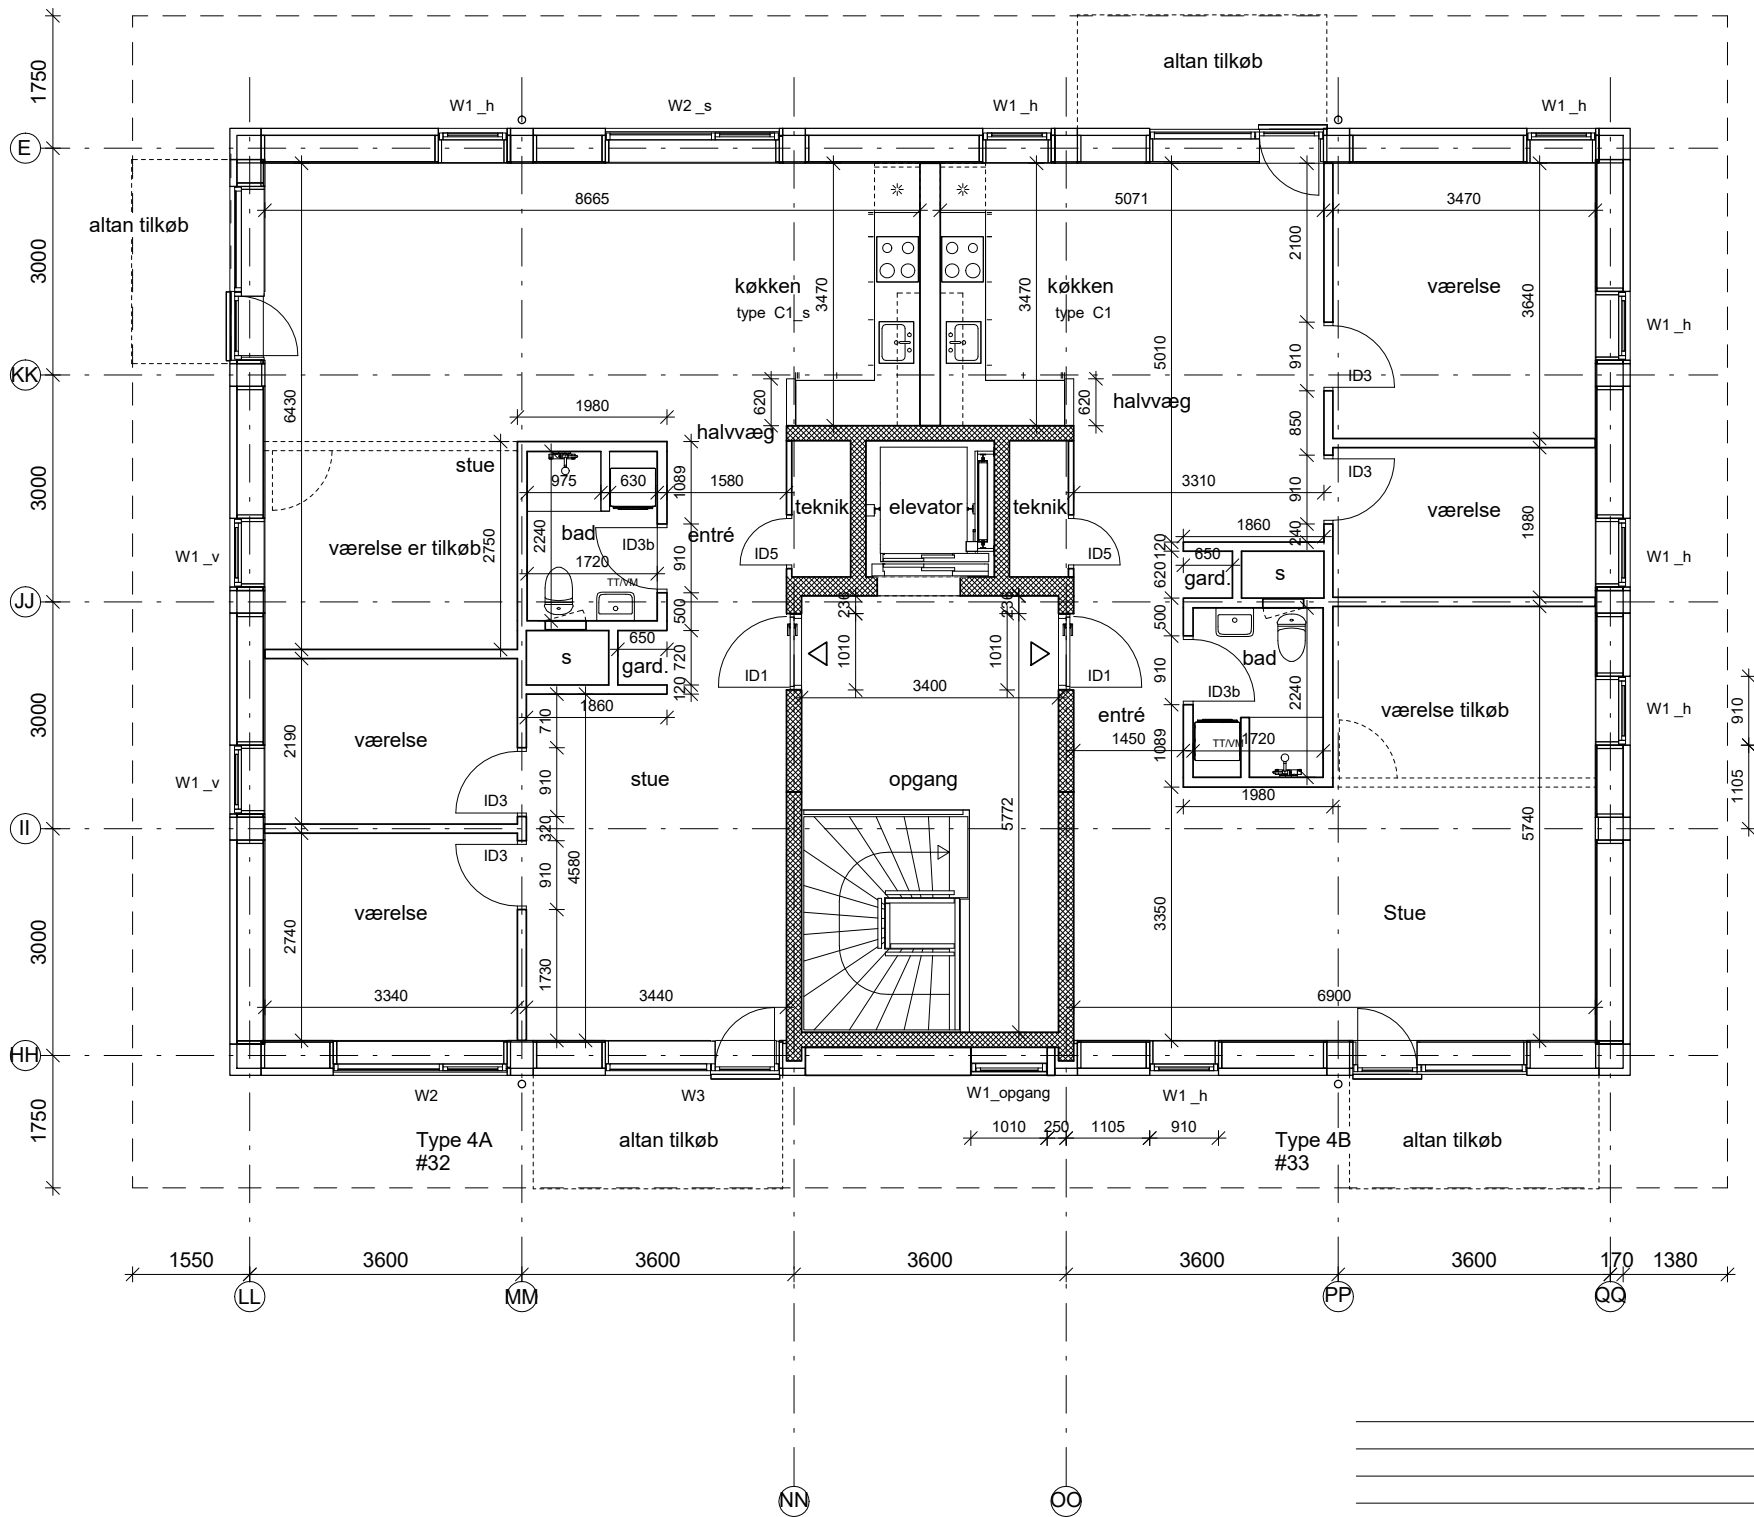 altan tilkøb
1750
W1 _h
W2 _s
W1 _h
W1 _h
E
8665
5071
3470
altan tilkøb
3000
2100
køkken
type C1_s
3470
3470
køkken
type C1
værelse
3640
W1 _h
5010
910
KK
ID3
6430
1980
620
620
halvvæg
halvvæg
850
stue
3000
975
630
1089
1580
teknik
elevator
teknik
3310
ID3
910
værelse
1980
værelse er tilkøb
2750
2240
bad
ID3b
entré
910
ID5
ID5
1860
240
120
650
W1 _v
1720
TT/VM
620
gard.
s
W1 _h
JJ
236
236
500
500
s
650
gard.
720
1010
1010
bad
ID1
ID1
910
3400
ID3b
2240
værelse tilkøb
W1 _h
910
120
1860
710
entré
3000
2190
værelse
1450
1089
TT/VM
1720
stue
opgang
W1 _v
910
ID3
1980
1105
5772
II
320
5740
ID3
910
4580
værelse
3350
Stue
3000
2740
1730
3340
3440
6900
HH
W2
W3
W1_opgang
W1 _h
1750
1010
250
1105
910
Type 4A
#32
altan tilkøb
Type 4B
#33
altan tilkøb
1550
3600
3600
3600
3600
3600
170
1380
LL
MM
PP
QQ
NN
OO